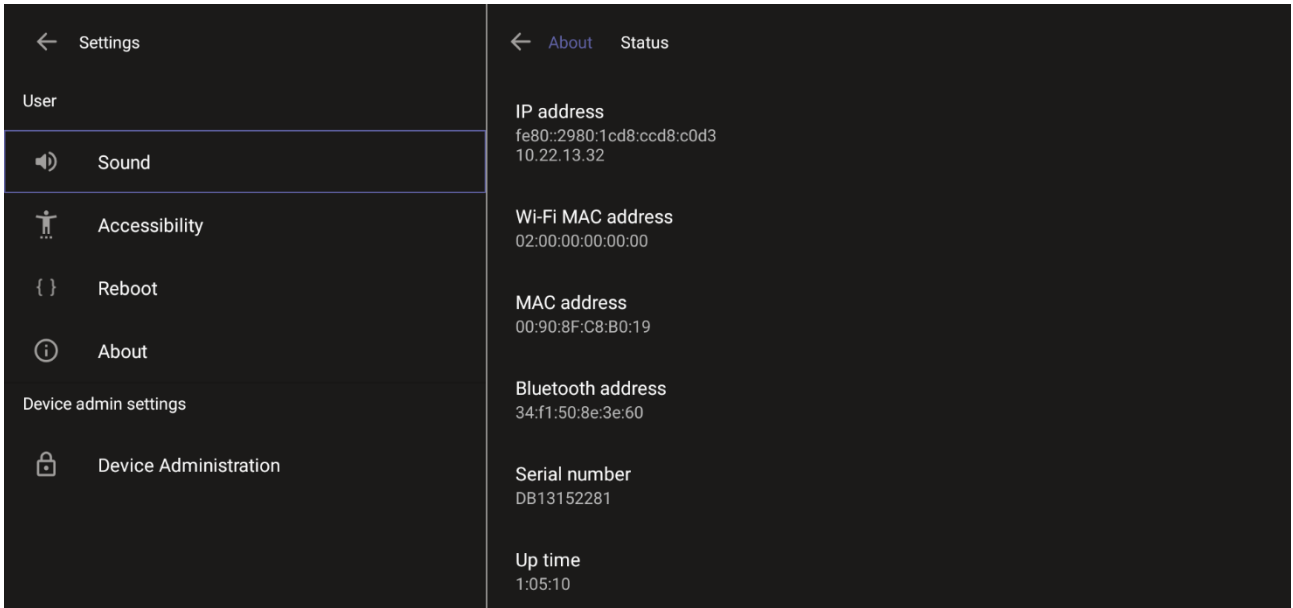 Settings
User
Sound
Accessibility
{ } Reboot
About
Device admin settings
Device Administration
About Status
IP address
fe80::2980:1cd8:ccd8:c0d3
10.22.13.32
Wi-Fi MAC address
02:00:00:00:00:00
MAC address
00:90:8F:C8:B0:19
Bluetooth address
34:f1:50:8e:3e:60
Serial number
DB13152281
Up time
1:05:10